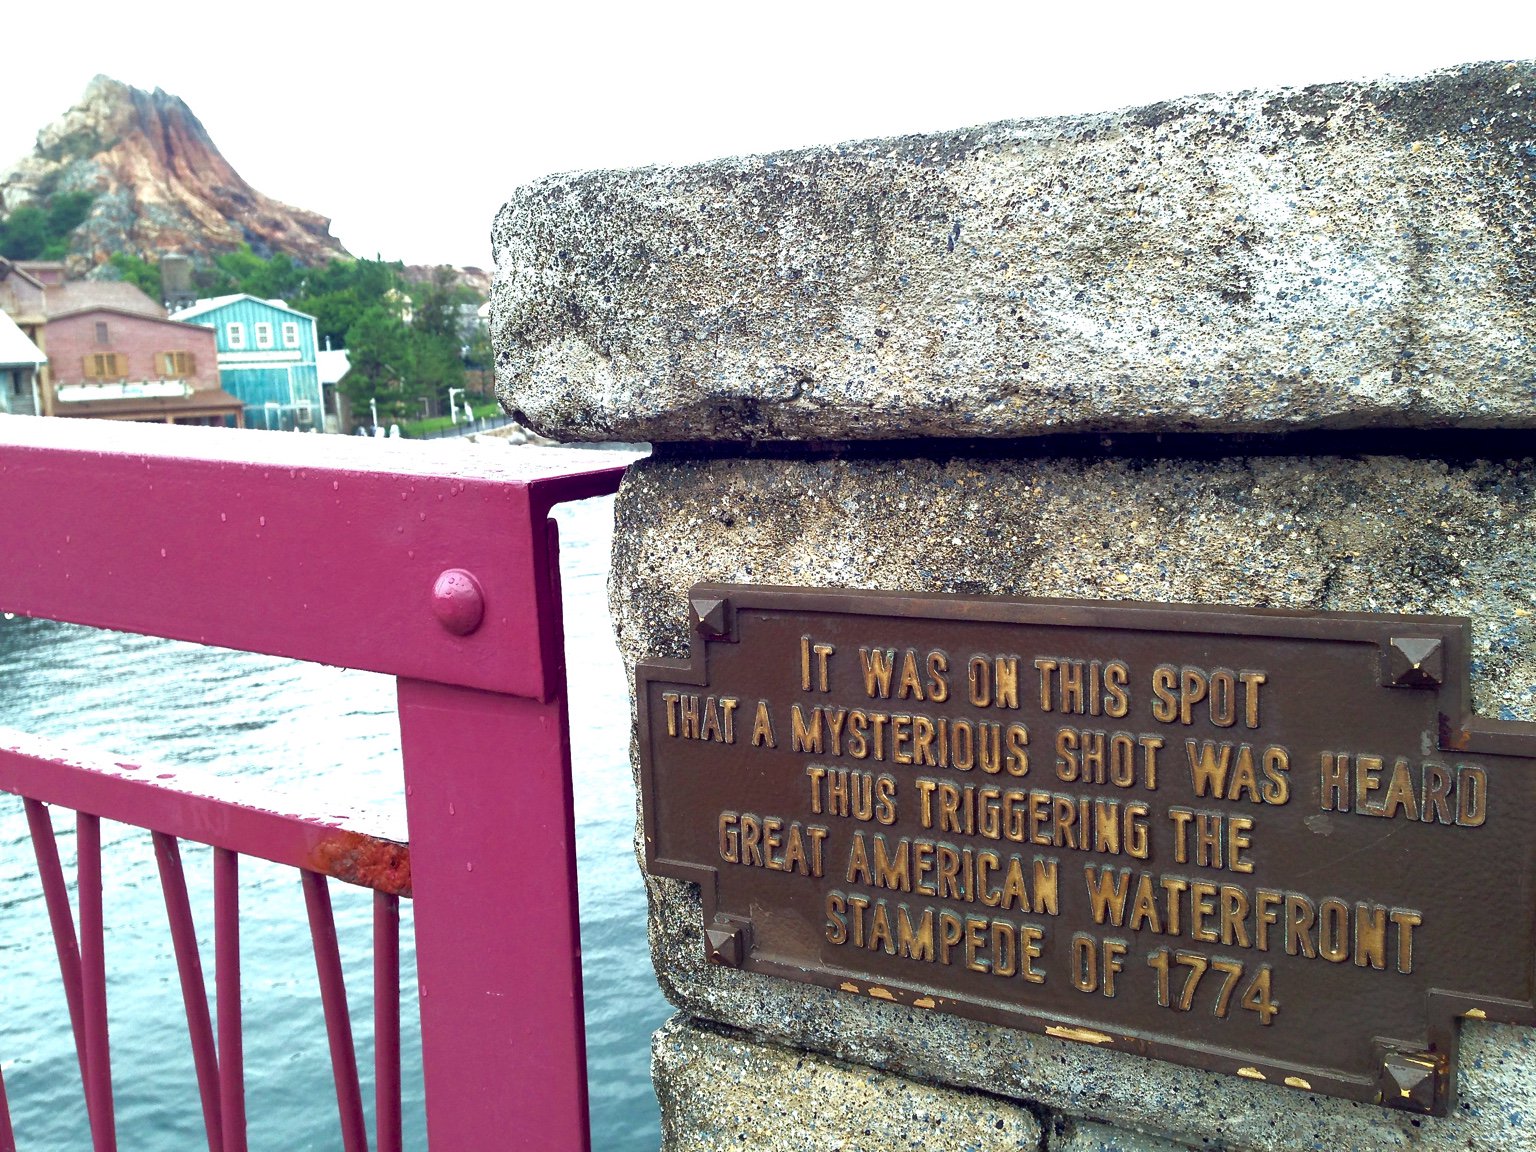 IT WAS ON THIS SPOT
THAT A MYSTERIOUS SHOT WAS HEARD
THUS TRIGGERING THE
GREAT AMERICAN WATERFRONT
STAMPEDE OF 1774